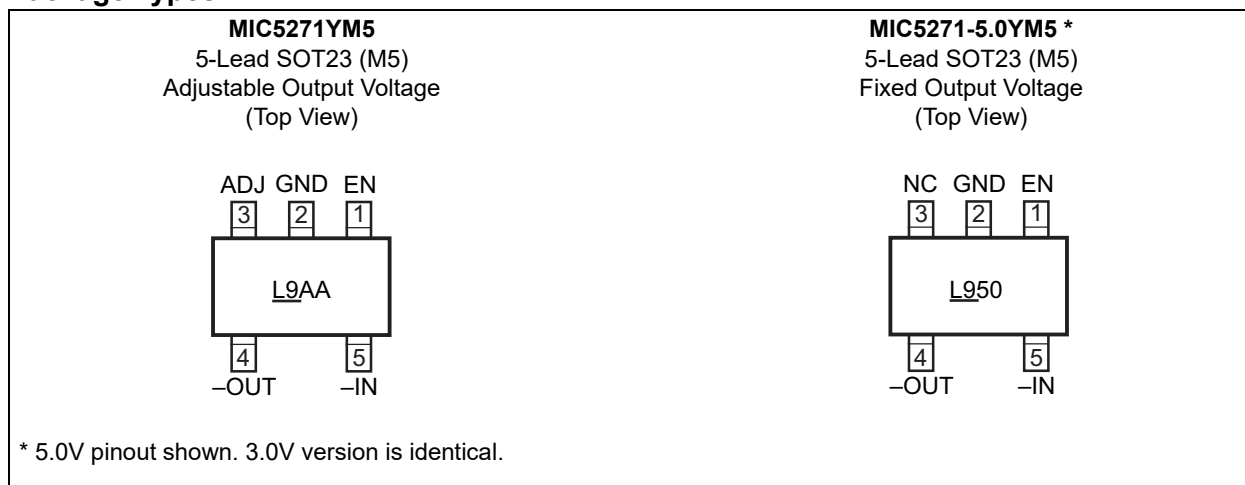 MIC5271YM5
5-Lead SOT23 (M5)
Adjustable Output Voltage
(Top View)
ADJ GND EN
3 2 1
L9AA
4 5
–OUT –IN
MIC5271-5.0YM5 *
5-Lead SOT23 (M5)
Fixed Output Voltage
(Top View)
NC GND EN
3 2 1
L950
4 5
–OUT –IN
* 5.0V pinout shown. 3.0V version is identical.